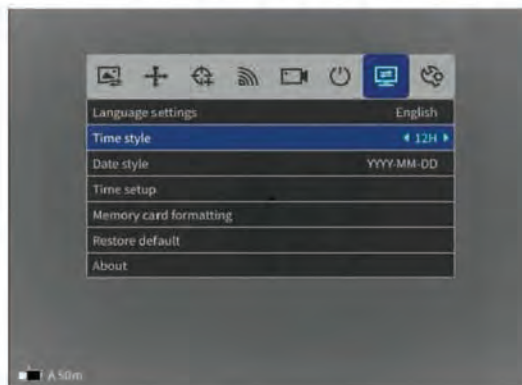 Language settings English
Time style 12H
Date style YYYY-MM-DD
Time setup
Memory card formatting
Restore default
About
A 50m